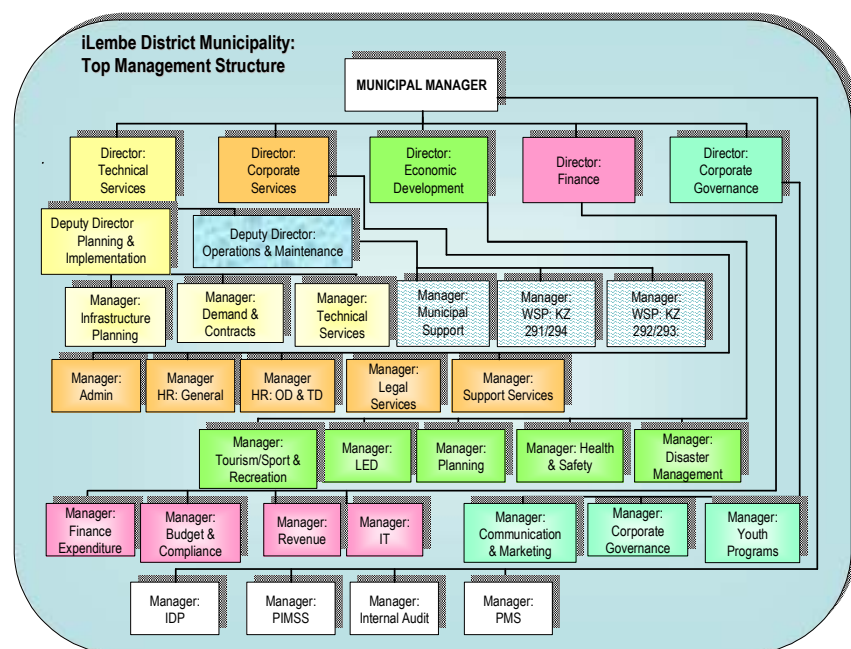 iLembe District Municipality:
Top Management Structure
MUNICIPAL MANAGER
Director:
Technical
Services
Director:
Corporate
Services
Director:
Economic
Development
Director:
Finance
Director:
Corporate
Governance
Deputy Director
Planning &
Implementation
Deputy Director:
Operations & Maintenance
Manager:
Infrastructure
Planning
Manager:
Demand &
Contracts
Manager:
Technical
Services
Manager:
Municipal
Support
Manager:
WSP: KZ
291/294
Manager:
WSP: KZ
292/293:
Manager:
Admin
Manager
HR: General
Manager
HR: OD & TD
Manager:
Legal
Services
Manager:
Support Services
Manager:
Tourism/Sport &
Recreation
Manager:
LED
Manager:
Planning
Manager: Health
& Safety
Manager:
Disaster
Management
Manager:
Finance
Expenditure
Manager:
Budget &
Compliance
Manager:
Revenue
Manager:
IT
Manager:
Communication
& Marketing
Manager:
Corporate
Governance
Manager:
Youth
Programs
Manager:
IDP
Manager:
PIMSS
Manager:
Internal Audit
Manager:
PMS